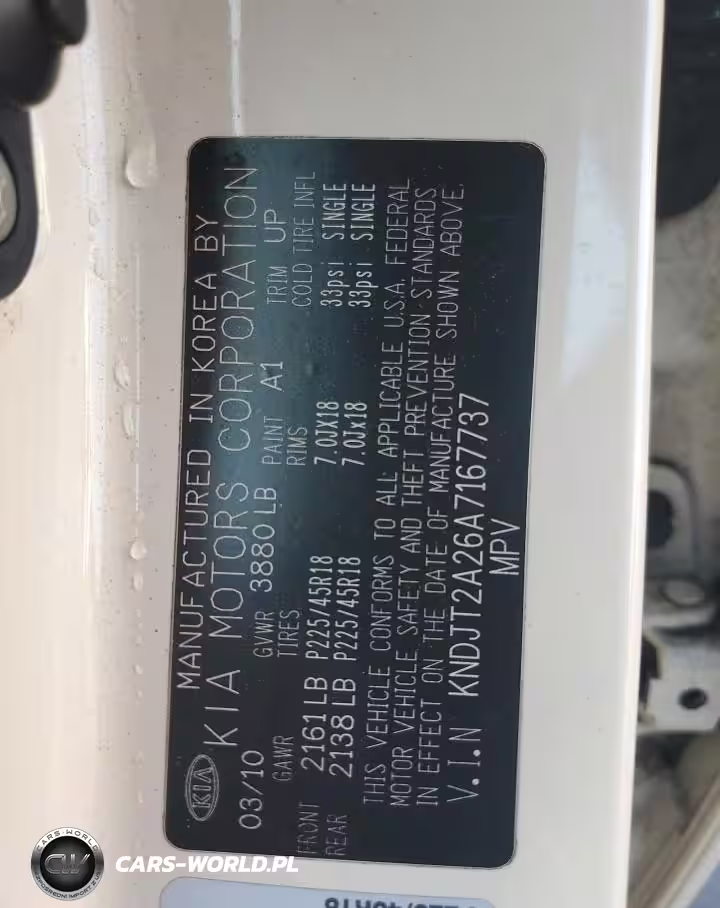 MANUFACTURED IN KOREA BY
KIA
KIA MOTORS CORPORATION
03/10 GVWR 3880 LB PAINT A1 TRIM UP
GAWR TIRES RIMS COLD TIRE INFL
FRONT 2161 LB P225/45R18 7.0JX18 33psi SINGLE
REAR 2138 LB P225/45R18 7.0Jx18 33psi SINGLE
THIS VEHICLE CONFORMS TO ALL APPLICABLE U.S.A. FEDERAL
MOTOR VEHICLE SAFETY AND THEFT PREVENTION STANDARDS
IN EFFECT ON THE DATE OF MANUFACTURE SHOWN ABOVE.
V.I.N KNDJT2A26A7167737
MPV
CARS-WORLD
CW
CARS-WORLD.PL